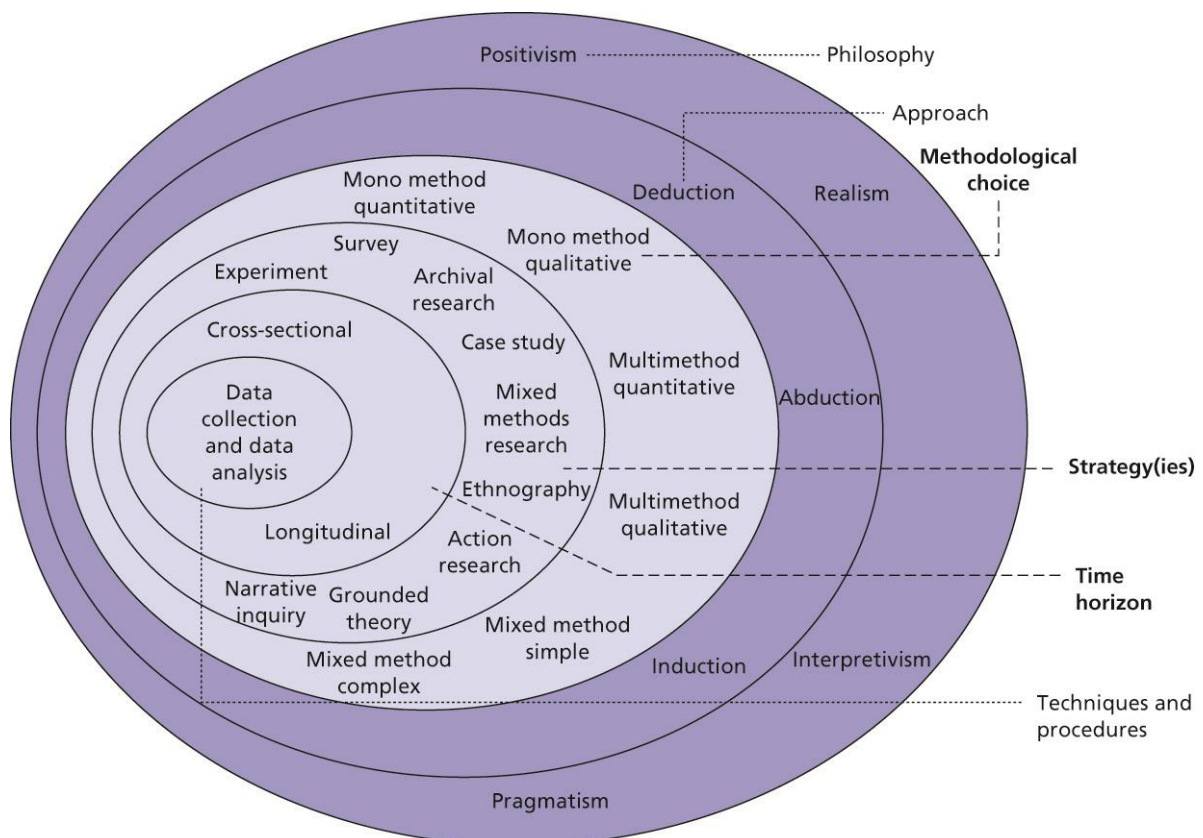 Positivism
Philosophy
Approach
Methodological
choice
Deduction
Realism
Mono method
quantitative
Mono method
qualitative
Survey
Experiment
Archival
research
Cross-sectional
Case study
Multimethod
quantitative
Data
collection
and data
analysis
Mixed
methods
research
Abduction
Strategy(ies)
Ethnography
Multimethod
qualitative
Longitudinal
Action
research
Time
horizon
Narrative
inquiry
Grounded
theory
Mixed method
simple
Mixed method
complex
Induction
Interpretivism
Techniques and
procedures
Pragmatism